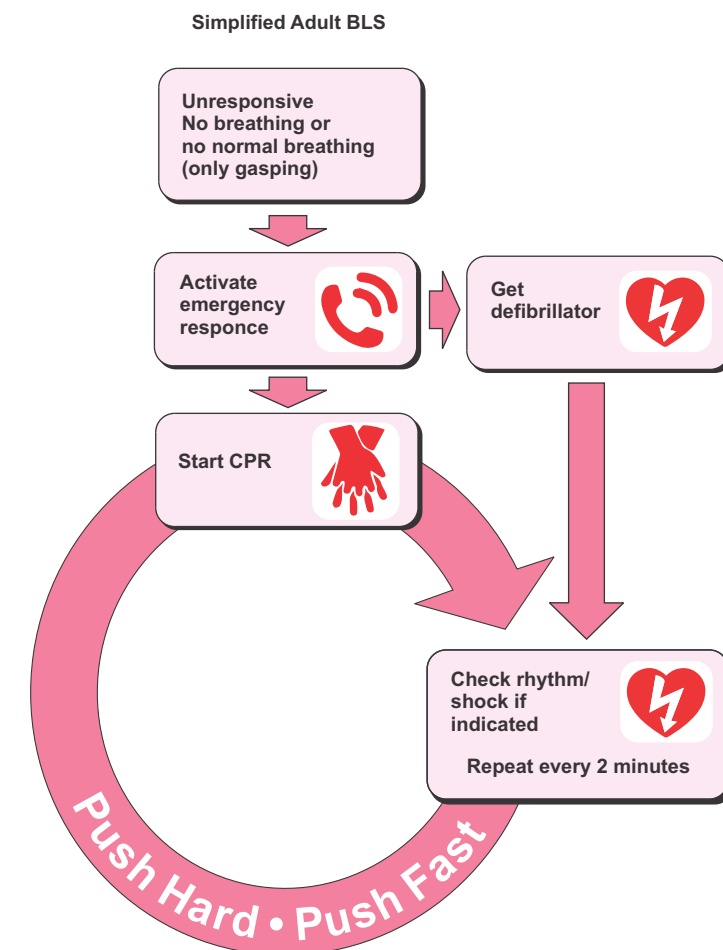 Simplified Adult BLS
Unresponsive
No breathing or
no normal breathing
(only gasping)
Activate
emergency
responce
Get
defibrillator
Start CPR
Check rhythm/
shock if
indicated
Repeat every 2 minutes
Push Hard • Push Fast